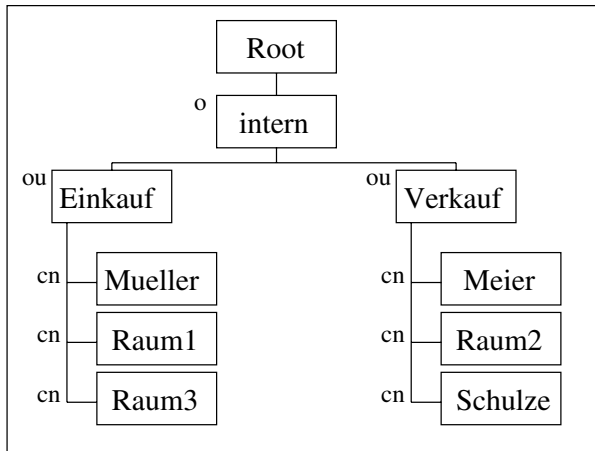 Root
o
intern
ou
Einkauf
ou
Verkauf
cn
Mueller
cn
Meier
cn
Raum1
cn
Raum2
cn
Raum3
cn
Schulze